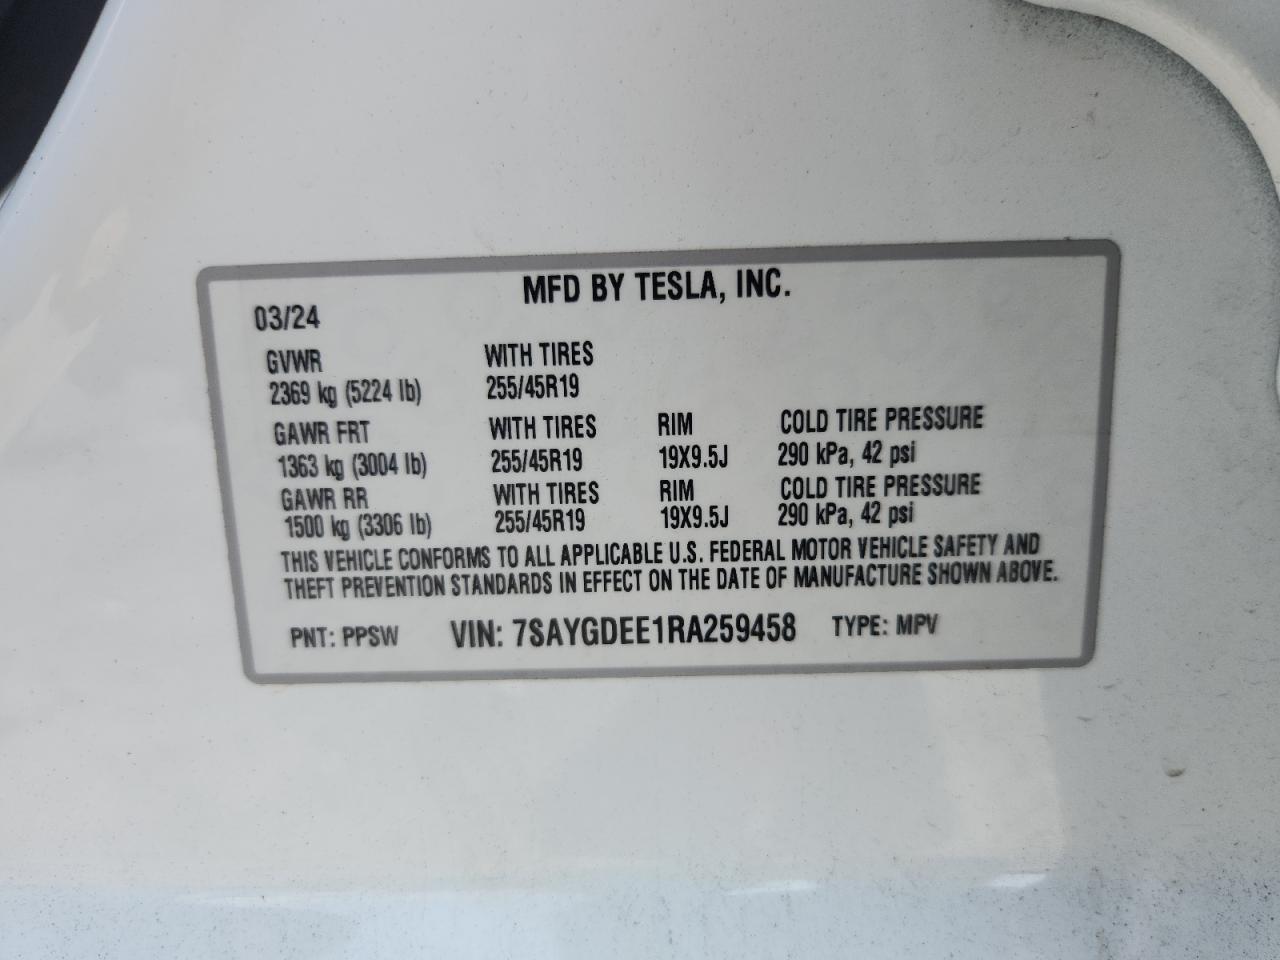 MFD BY TESLA, INC.
03/24
GVWR WITH TIRES
2369 kg (5224 lb) 255/45R19
GAWR FRT WITH TIRES RIM COLD TIRE PRESSURE
1363 kg (3004 lb) 255/45R19 19X9.5J 290 kPa, 42 psi
GAWR RR WITH TIRES RIM COLD TIRE PRESSURE
1500 kg (3306 lb) 255/45R19 19X9.5J 290 kPa, 42 psi
THIS VEHICLE CONFORMS TO ALL APPLICABLE U.S. FEDERAL MOTOR VEHICLE SAFETY AND
THEFT PREVENTION STANDARDS IN EFFECT ON THE DATE OF MANUFACTURE SHOWN ABOVE.
PNT: PPSW VIN: 7SAYGDEE1RA259458 TYPE: MPV